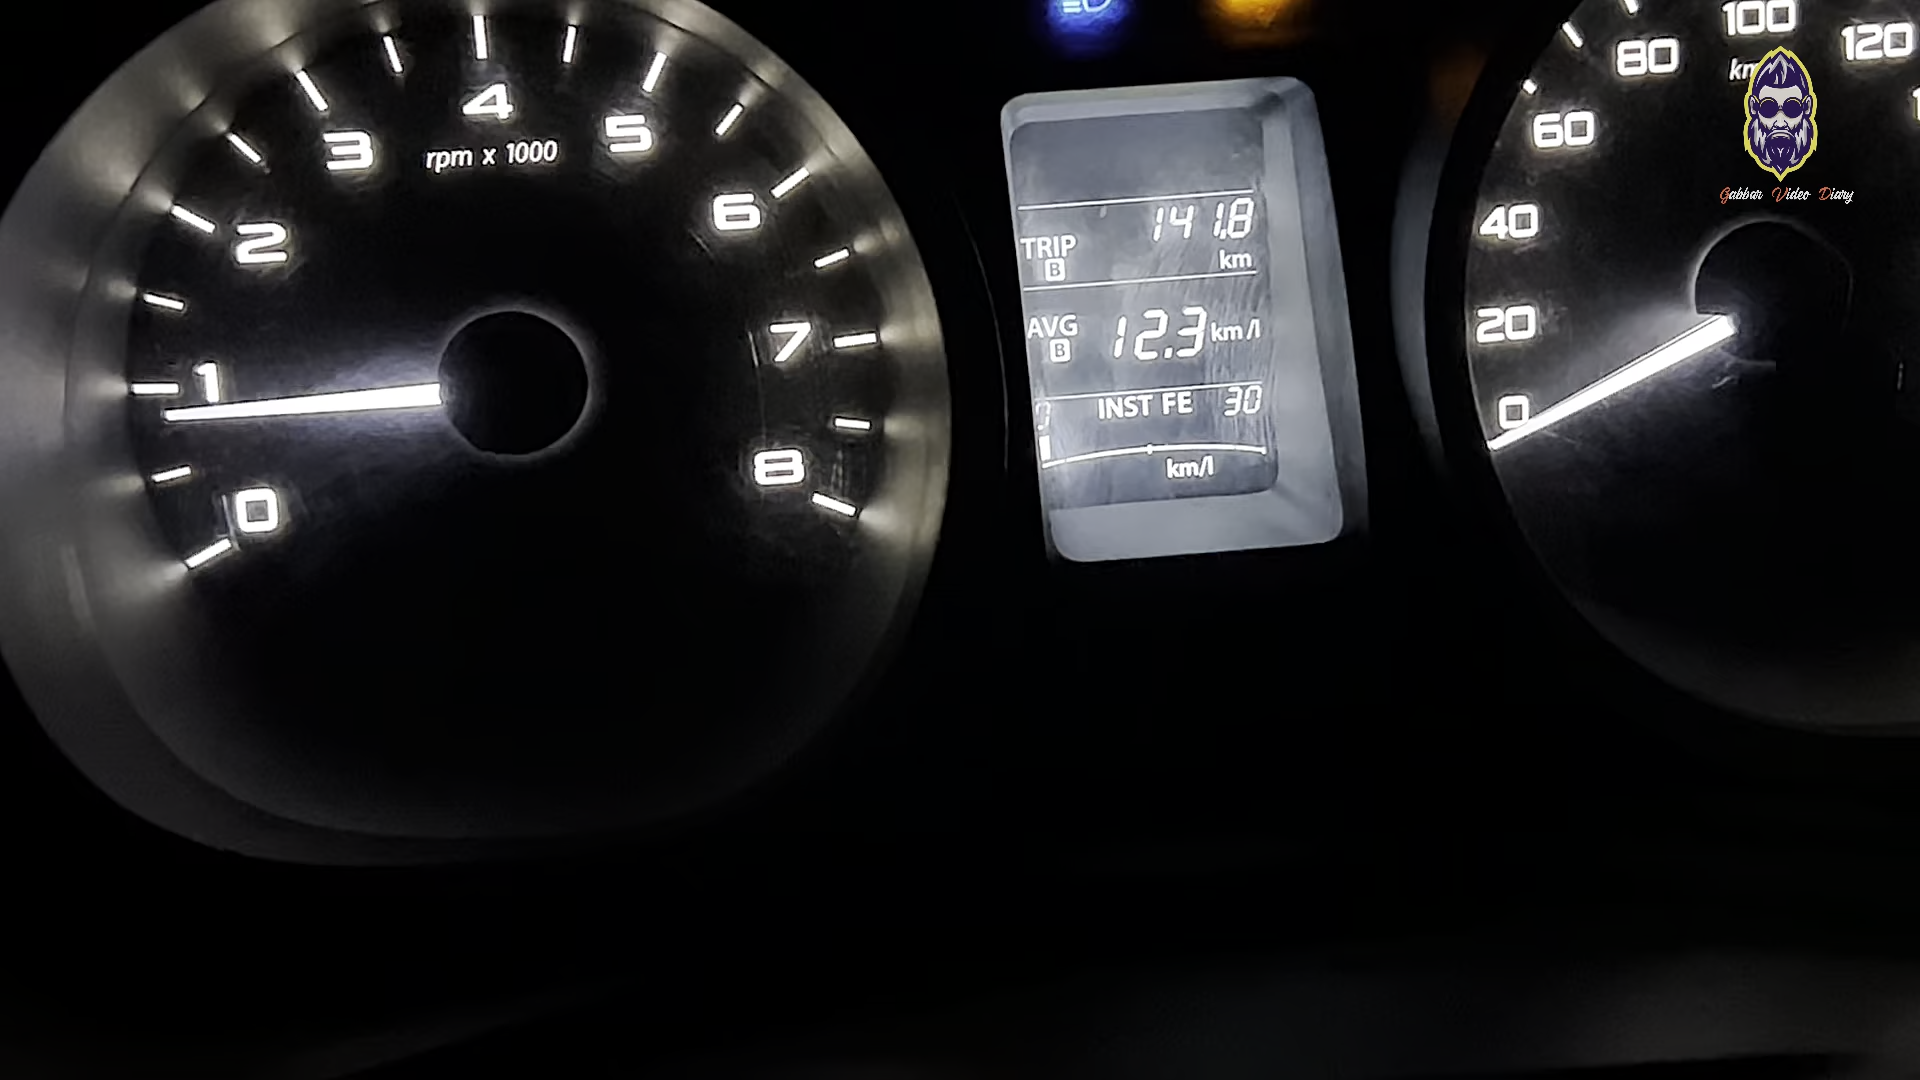 0
1
2
3
4
5
6
7
8
rpm x 1000
TRIP B 141.8
km
AVG B 12.3 km/l
INST FE 30
km/l
0
20
40
60
80
100
120
Gabbar Video Diary